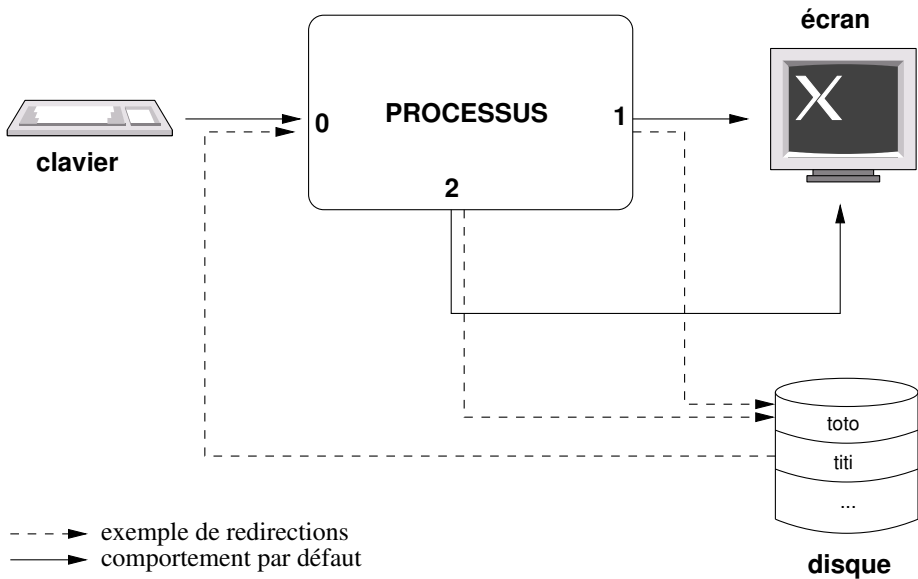 écran
PROCESSUS
0
1
2
clavier
toto
titi
...
exemple de redirections
comportement par défaut
disque